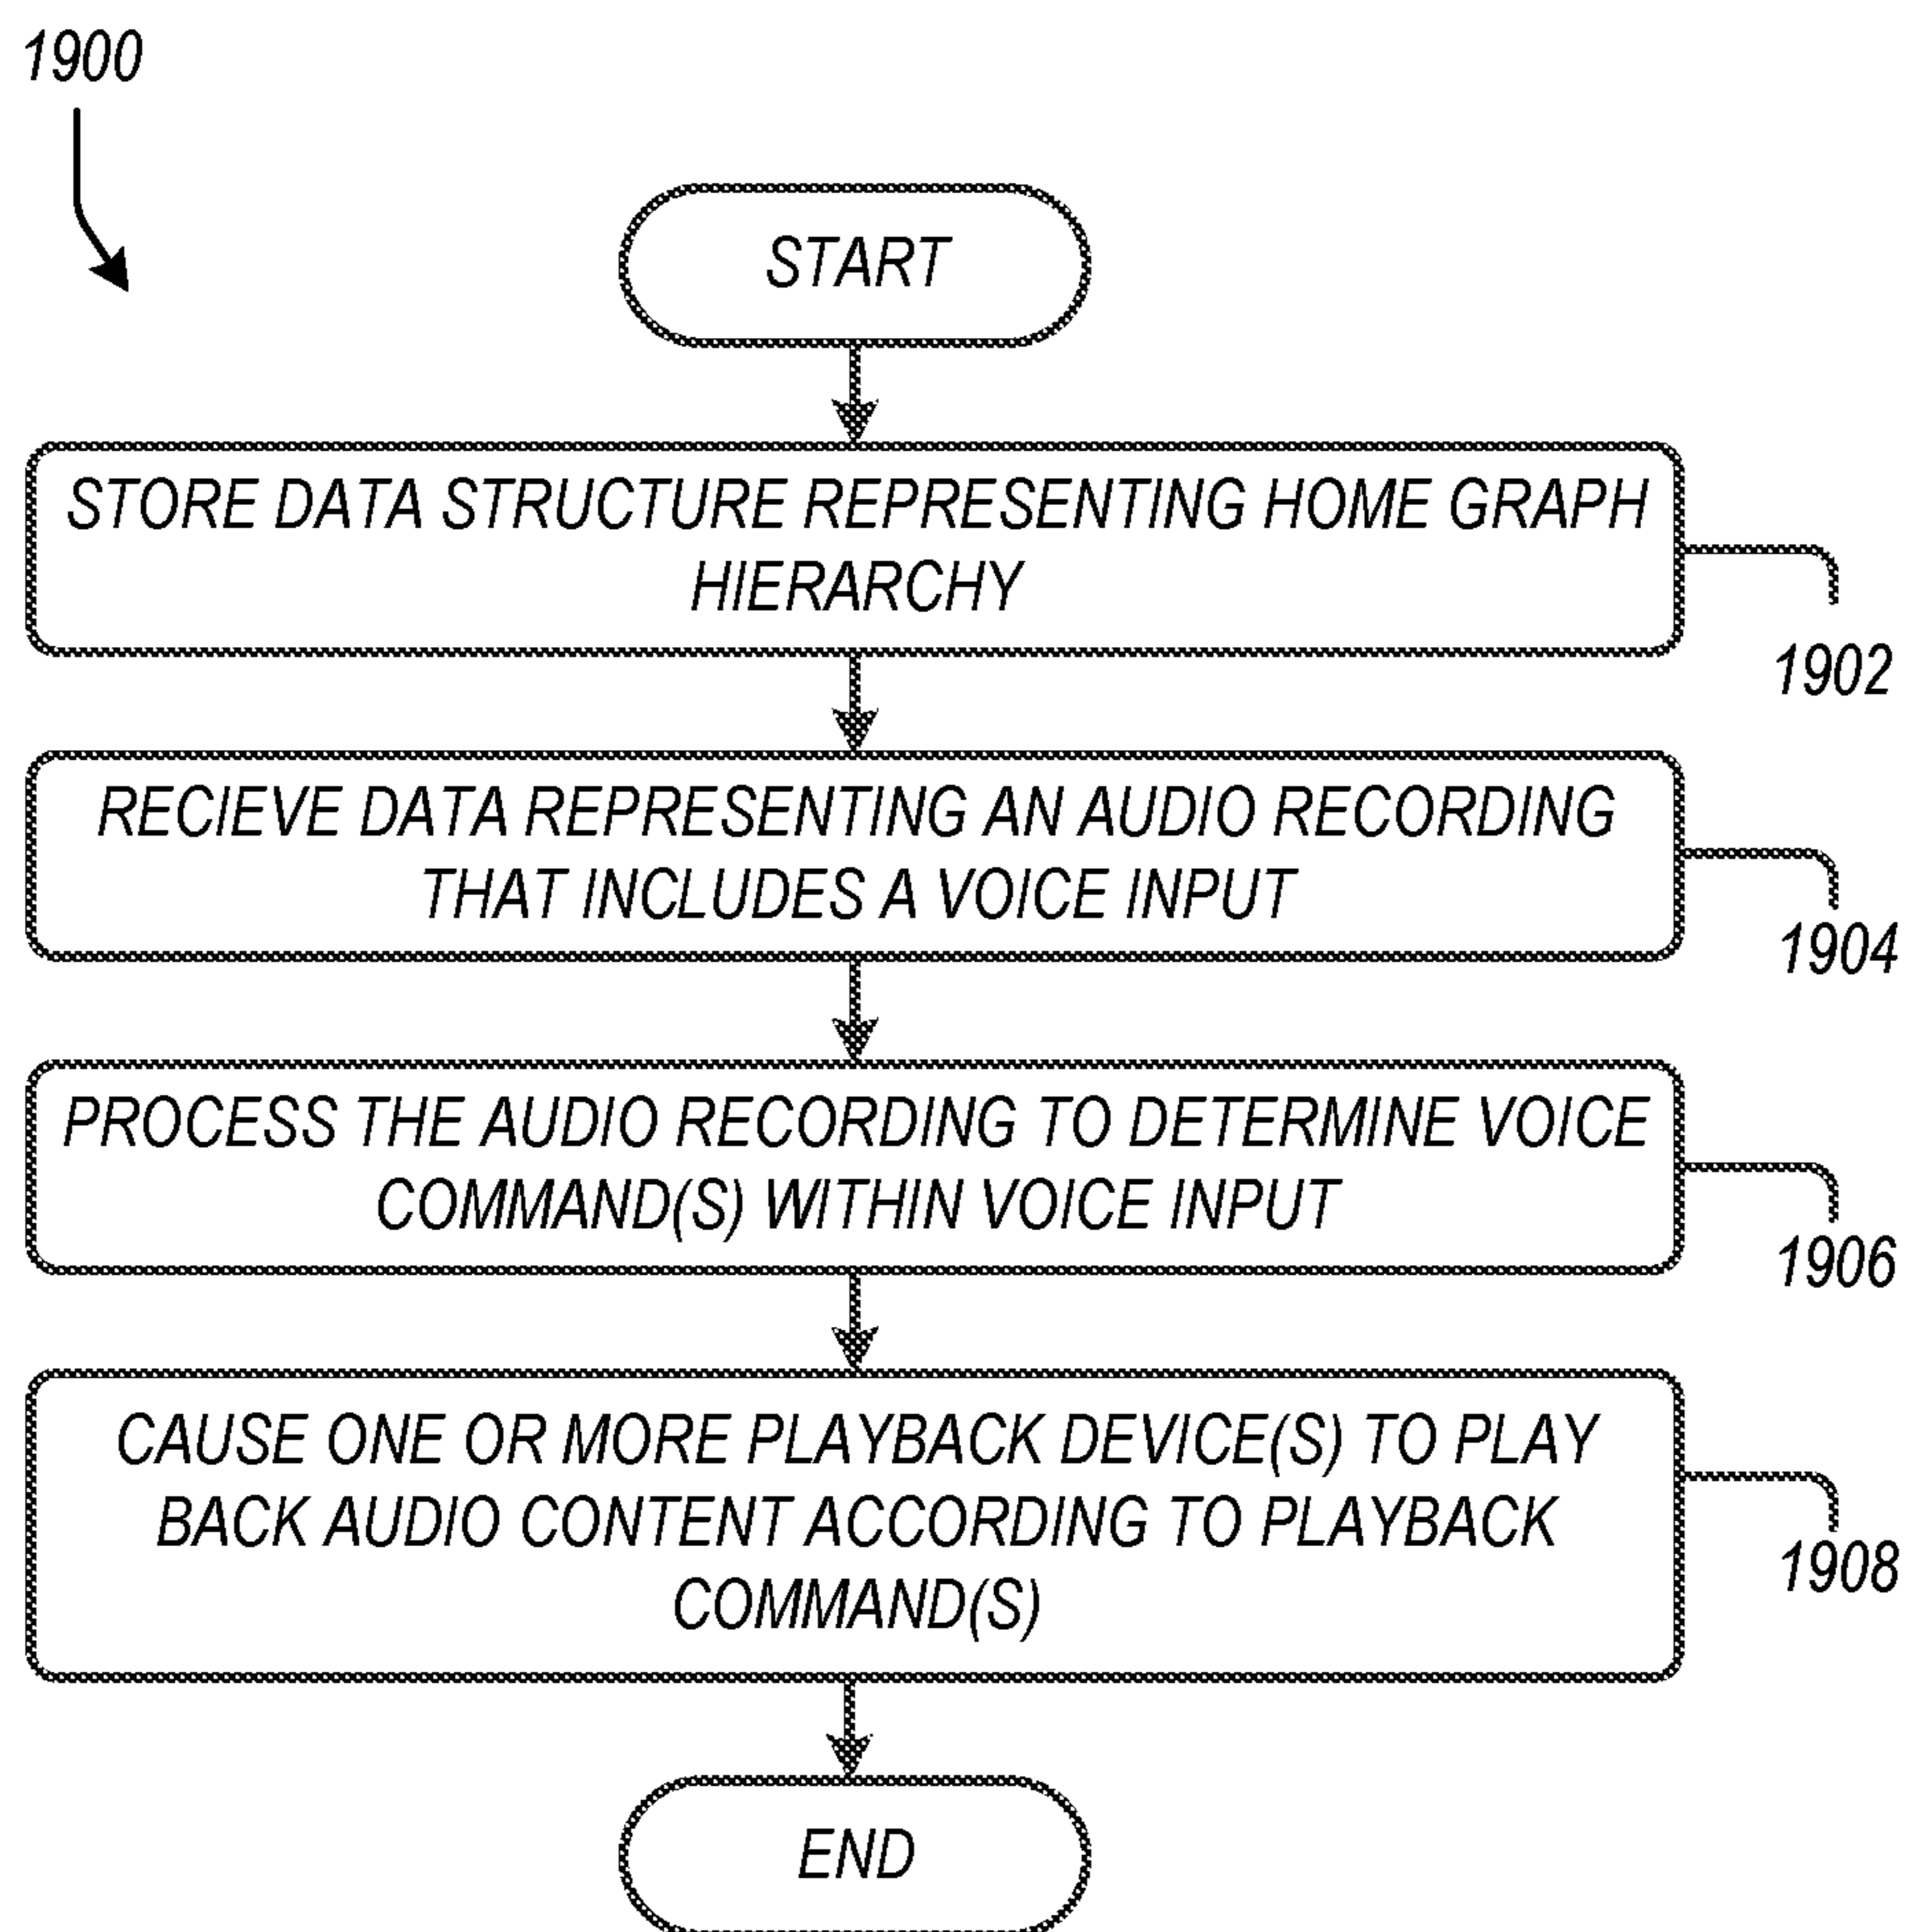 1900
START
STORE DATA STRUCTURE REPRESENTING HOME GRAPH
HIERARCHY
1902
RECIEVE DATA REPRESENTING AN AUDIO RECORDING
THAT INCLUDES A VOICE INPUT
1904
PROCESS THE AUDIO RECORDING TO DETERMINE VOICE
COMMAND(S) WITHIN VOICE INPUT
1906
CAUSE ONE OR MORE PLAYBACK DEVICE(S) TO PLAY
BACK AUDIO CONTENT ACCORDING TO PLAYBACK
COMMAND(S)
1908
END